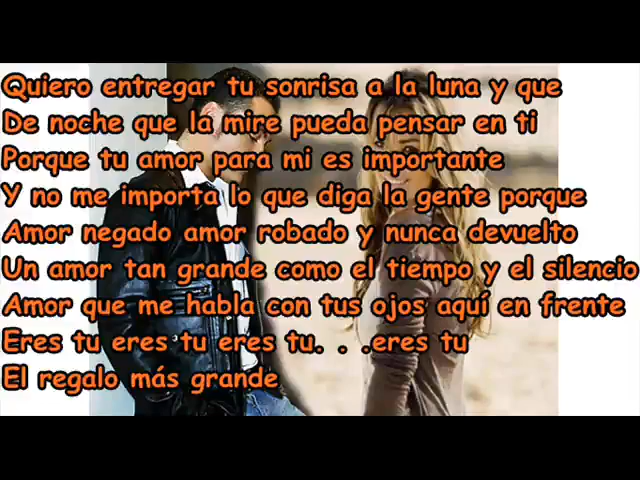 Quiero entregar tu sonrisa a la luna y que
De noche que la mire pueda pensar en ti
Porque tu amor para mi es importante
Y no me importa lo que diga la gente porque
Amor negado amor robado y nunca devuelto
Un amor tan grande como el tiempo y el silencio
Amor que me habla con tus ojos aquí en frente
Eres tu eres tu eres tu. . .eres tu
El regalo más grande